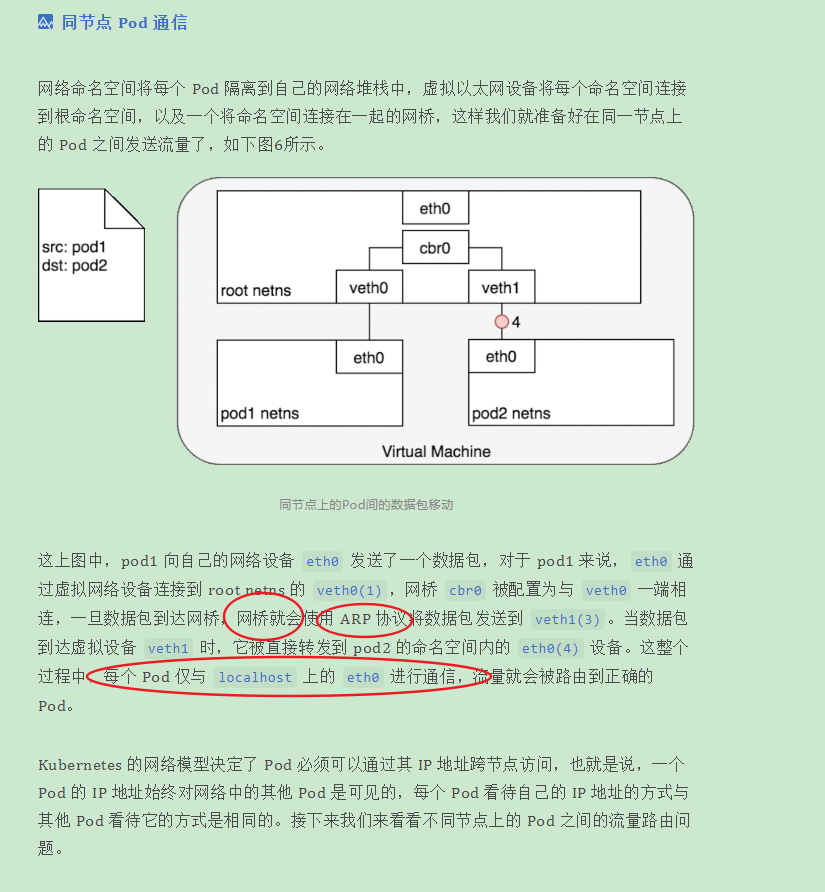 同节点 Pod 通信
网络命名空间将每个 Pod 隔离到自己的网络堆栈中，虚拟以太网设备将每个命名空间连接
到根命名空间，以及一个将命名空间连接在一起的网桥，这样我们就准备好在同一节点上
的 Pod 之间发送流量了，如下图6所示。
src: pod1
dst: pod2
eth0
cbr0
root netns
veth0
veth1
4
eth0
eth0
pod1 netns
pod2 netns
Virtual Machine
同节点上的Pod间的数据包移动
这上图中，pod1 向自己的网络设备 eth0 发送了一个数据包，对于 pod1 来说， eth0 通
过虚拟网络设备连接到 root netns 的 veth0(1) ，网桥 cbr0 被配置为与 veth0 一端相
连，一旦数据包到达网桥，网桥就会使用 ARP 协议将数据包发送到 veth1(3) 。当数据包
到达虚拟设备 veth1 时，它被直接转发到 pod2 的命名空间内的 eth0(4) 设备。这整个
过程中，每个 Pod 仅与 localhost 上的 eth0 进行通信，流量就会被路由到正确的
Pod。
Kubernetes 的网络模型决定了 Pod 必须可以通过其 IP 地址跨节点访问，也就是说，一个
Pod 的 IP 地址始终对网络中的其他 Pod 是可见的，每个 Pod 看待自己的 IP 地址的方式与
其他 Pod 看待它的方式是相同的。接下来我们来看看不同节点上的 Pod 之间的流量路由问
题。